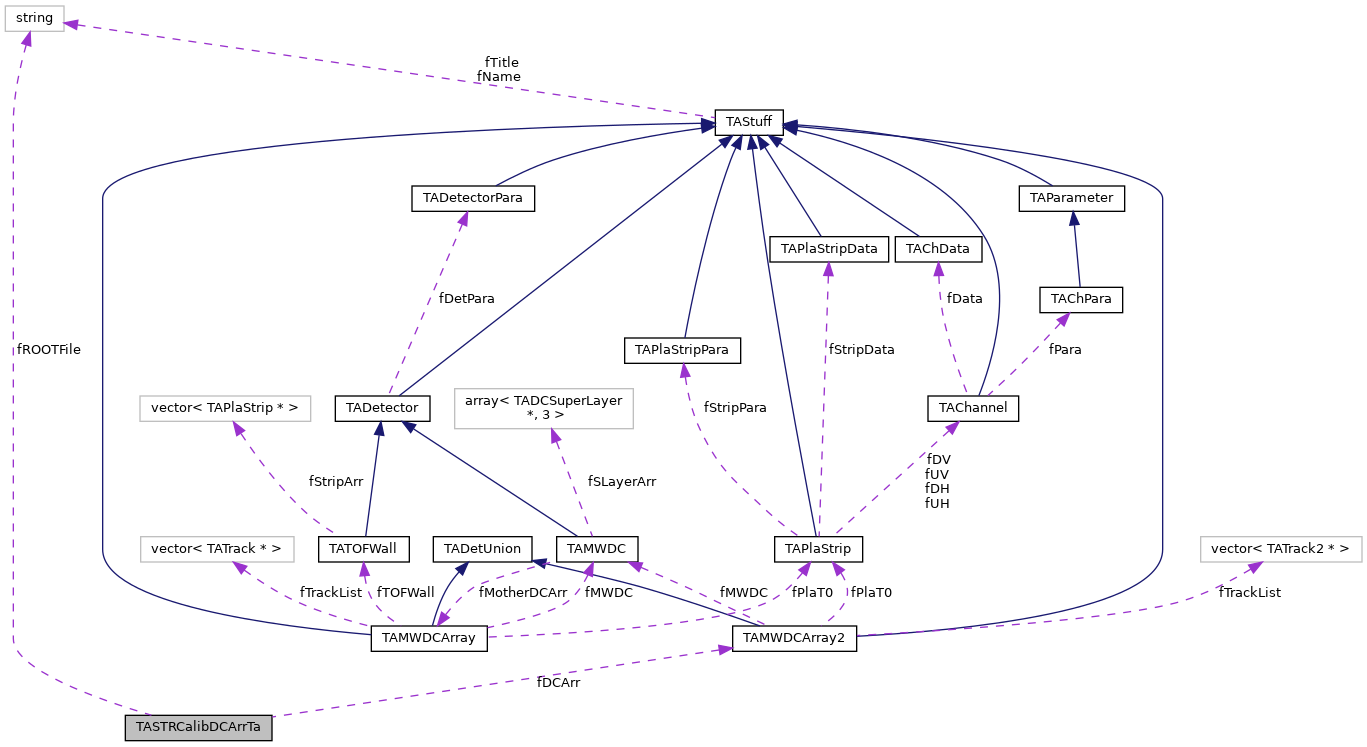 string
fTitle
fName
TAStuff
TADetectorPara
TAParameter
TAPlaStripData
TAChData
fDetPara
fData
TAChPara
fROOTFile
TAPlaStripPara
fStripData
fPara
vector< TAPlaStrip * >
TADetector
array< TADCSuperLayer
*, 3 >
fStripPara
TAChannel
fStripArr
fSLayerArr
fDV
fUV
fDH
fUH
vector< TATrack * >
TATOFWall
TADetUnion
TAMWDC
TAPlaStrip
vector< TATrack2 * >
fTrackList
fTOFWall
fMotherDCArr
fMWDC
fMWDC
fPlaT0
fPlaT0
fTrackList
TAMWDCArray
TAMWDCArray2
fDCArr
TASTRCalibDCArrTa